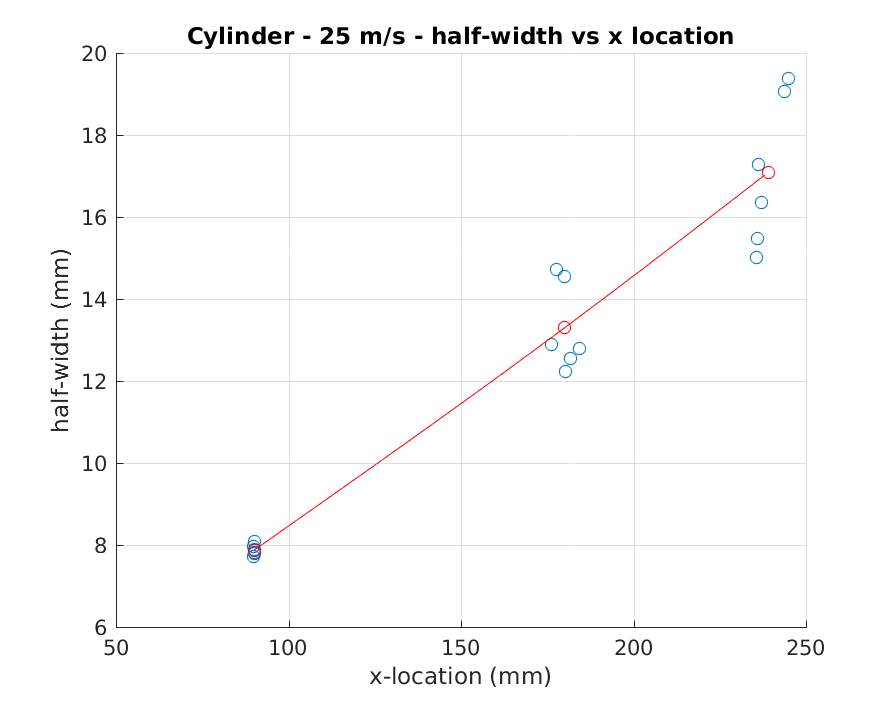 Cylinder - 25 m/s - half-width vs x location
20
18
16
14
12
10
8
6
half-width (mm)
50 100 150 200 250
x-location (mm)